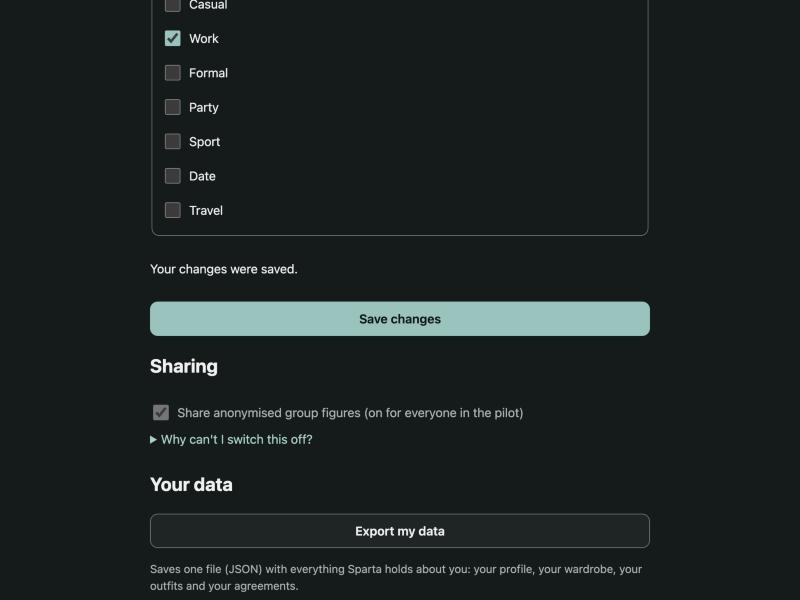 Casual
Work
Formal
Party
Sport
Date
Travel
Your changes were saved.
Save changes
Sharing
Share anonymised group figures (on for everyone in the pilot)
Why can't I switch this off?
Your data
Export my data
Saves one file (JSON) with everything Sparta holds about you: your profile, your wardrobe, your
outfits and your agreements.